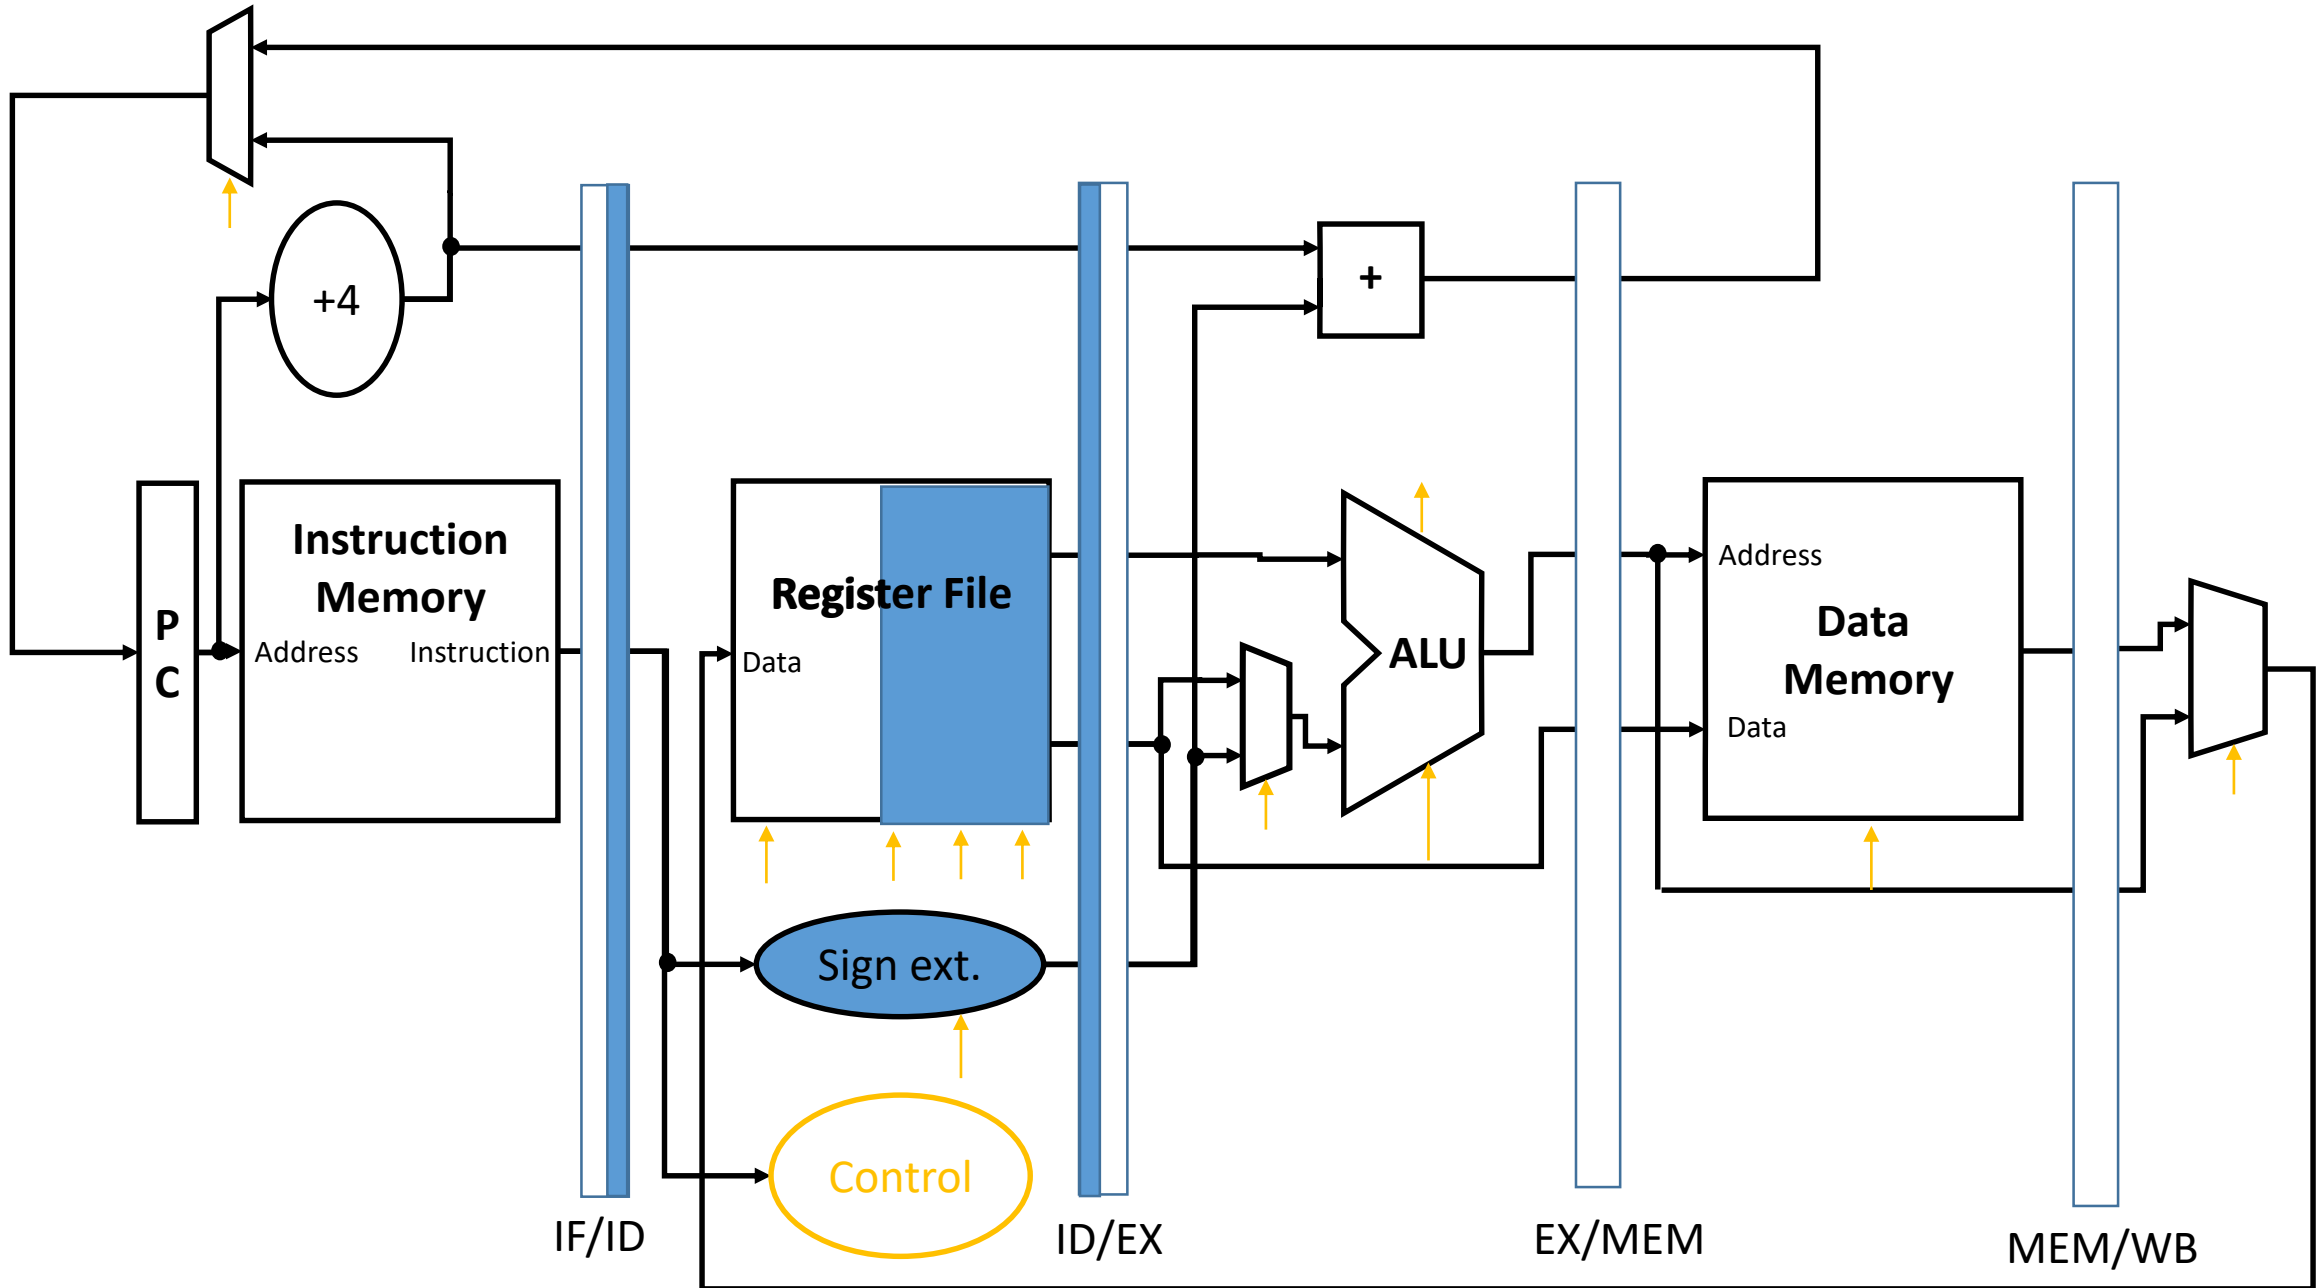 +4
+
P
C
Instruction
Memory
Address
Instruction
Register File
Data
ALU
Address
Data
Memory
Data
Sign ext.
Control
IF/ID
ID/EX
EX/MEM
MEM/WB